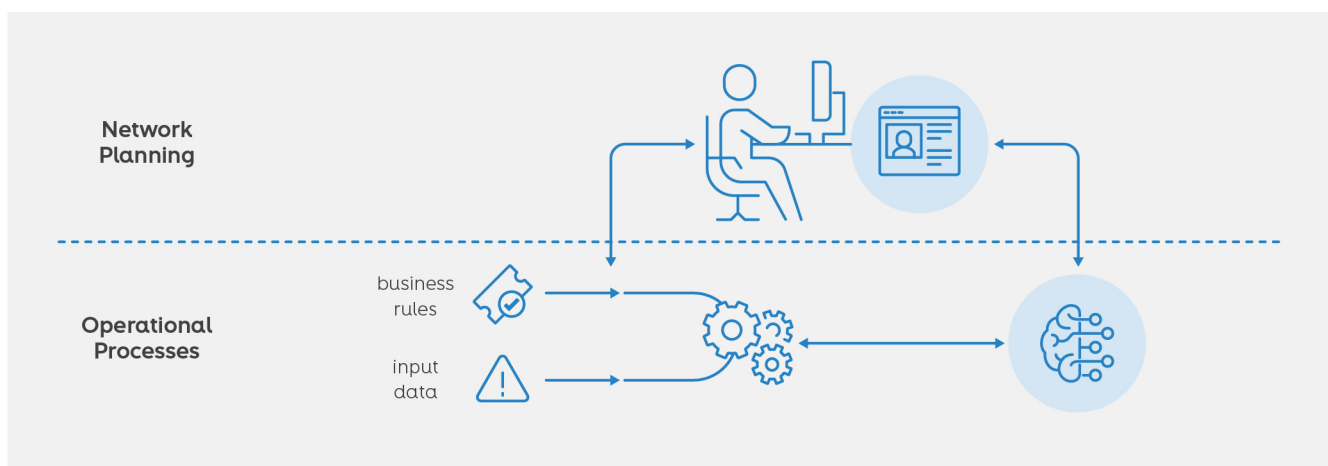 Network
Planning
business
rules
Operational
Processes
input
data